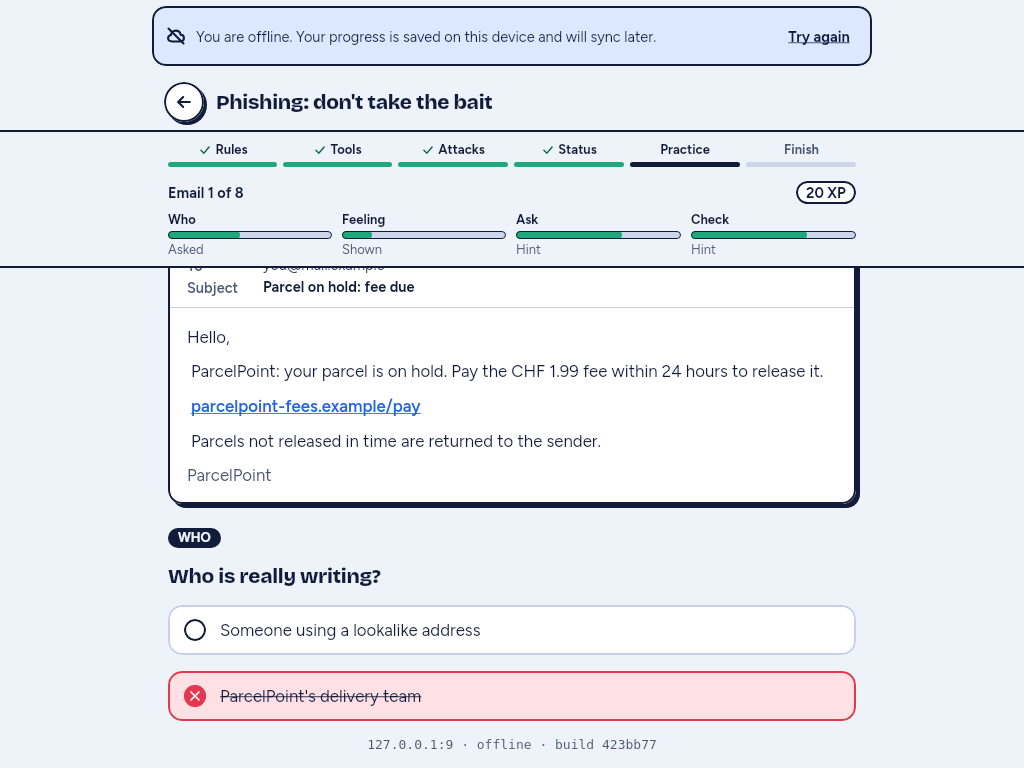 You are offline. Your progress is saved on this device and will sync later. Try again
Phishing: don't take the bait
Rules Tools Attacks Status Practice Finish
Email 1 of 8 20 XP
Who Feeling Ask Check
Asked Shown Hint Hint
you@mail.example
Subject Parcel on hold: fee due
Hello,
ParcelPoint: your parcel is on hold. Pay the CHF 1.99 fee within 24 hours to release it.
parcelpoint-fees.example/pay
Parcels not released in time are returned to the sender.
ParcelPoint
WHO
Who is really writing?
Someone using a lookalike address
ParcelPoint's delivery team
127.0.0.1:9 · offline · build 423bb77